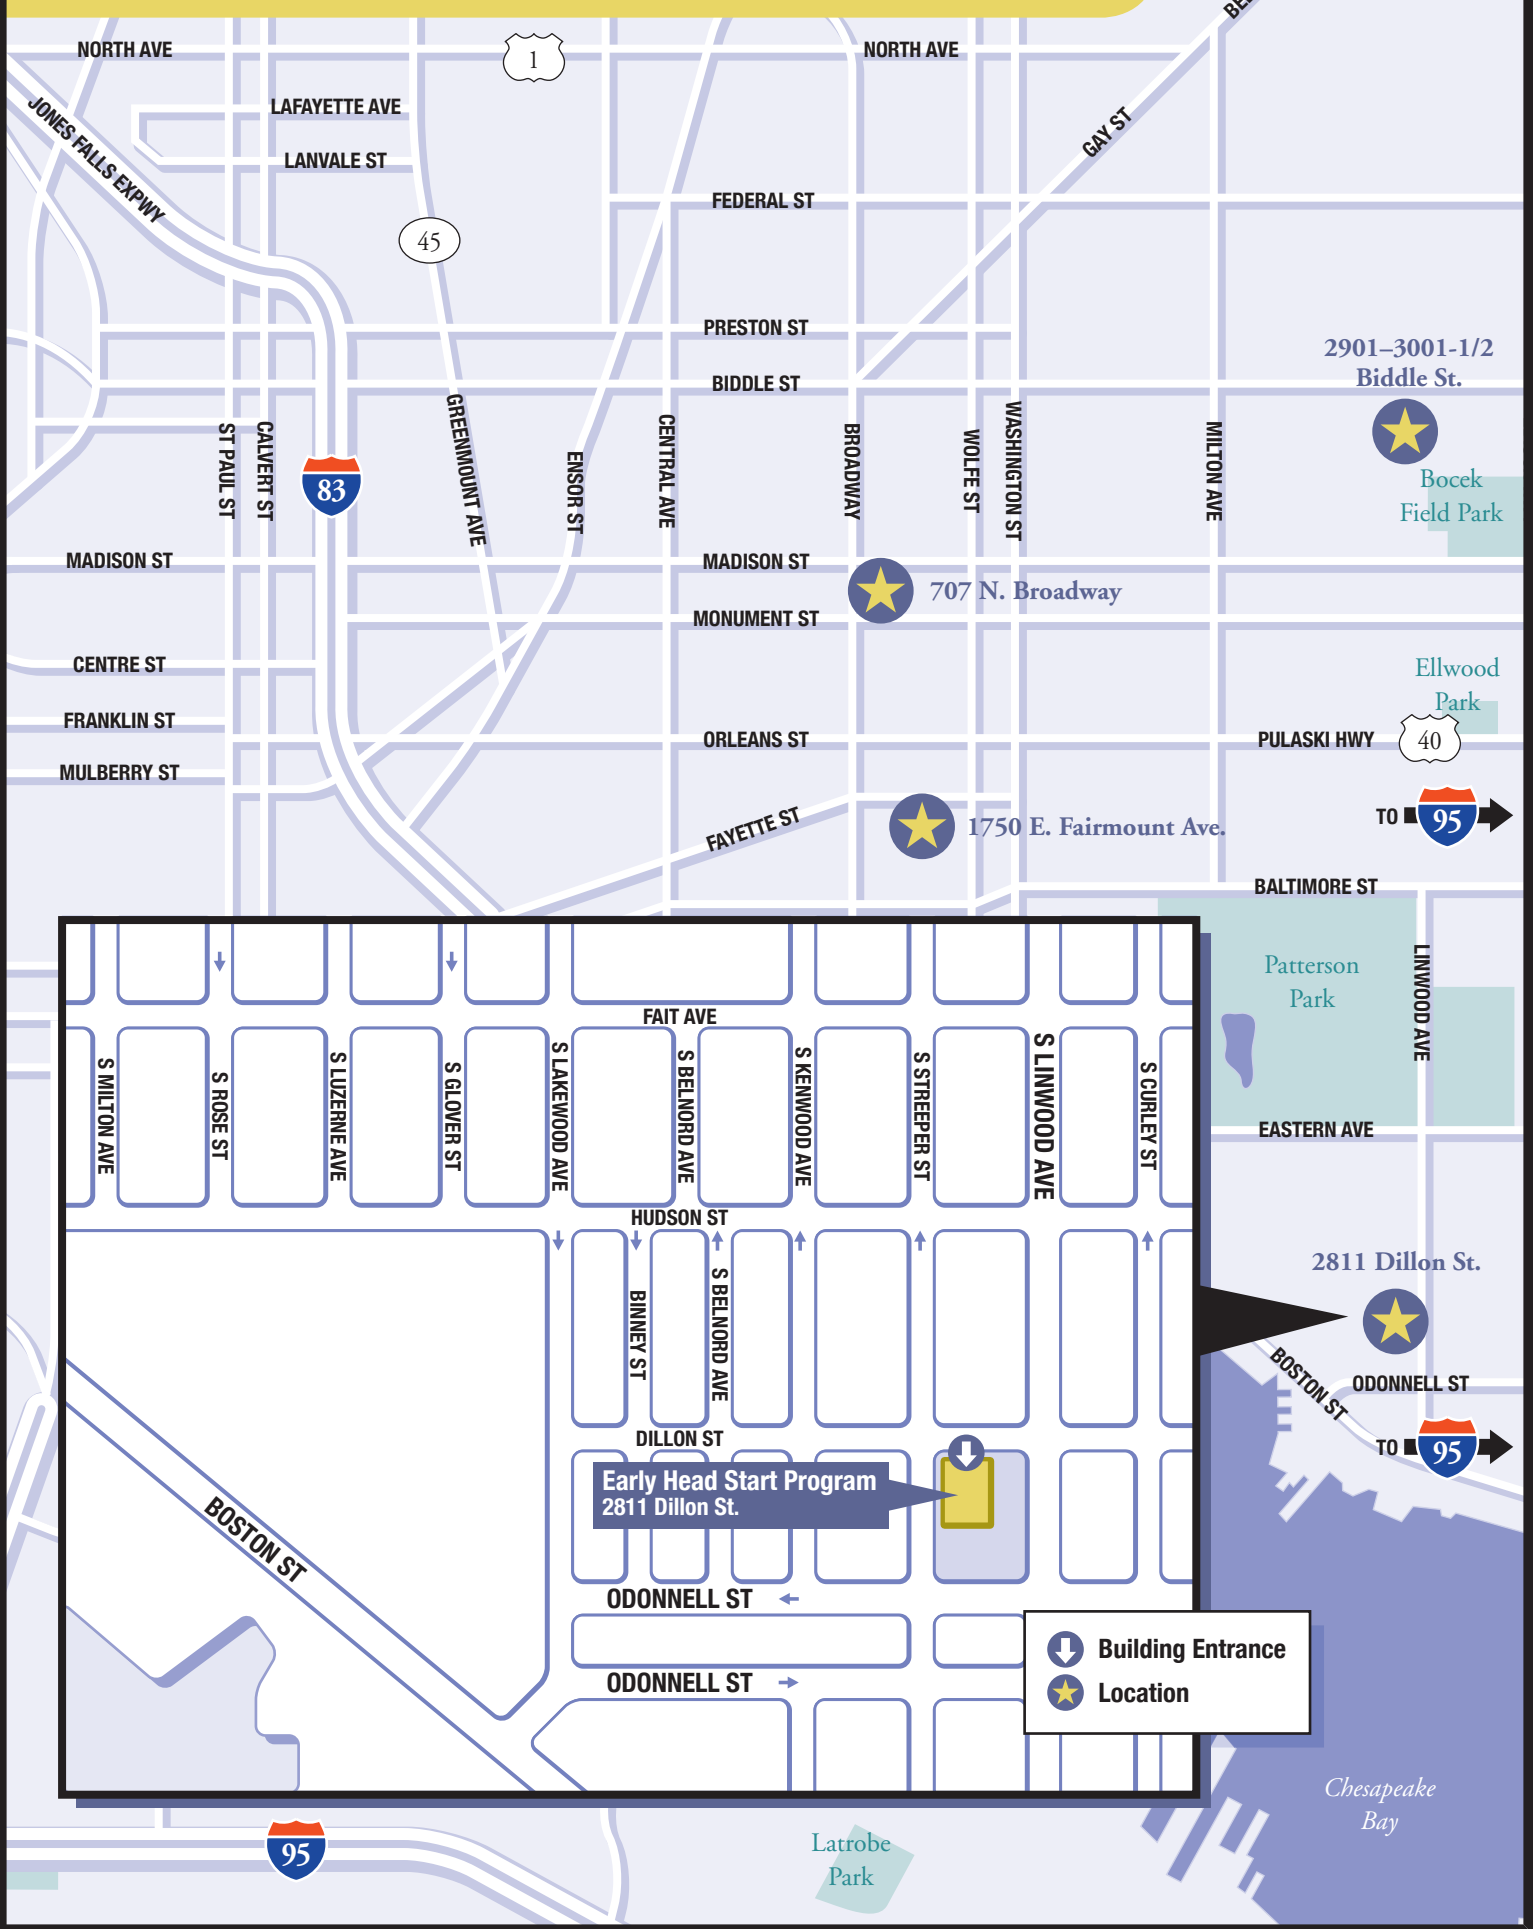 BE
NORTH AVE
1
NORTH AVE
JONES FALLS EXPWY
LAFAYETTE AVE
GAY ST
LANVALE ST
FEDERAL ST
45
PRESTON ST
2901–3001-1/2
Biddle St.
BIDDLE ST
ST PAUL ST
CALVERT ST
83
GREENMOUNT AVE
ENSOR ST
CENTRAL AVE
BROADWAY
WOLFE ST
WASHINGTON ST
MILTON AVE
Bocek
Field Park
MADISON ST
MADISON ST
707 N. Broadway
MONUMENT ST
CENTRE ST
Ellwood
Park
FRANKLIN ST
ORLEANS ST
PULASKI HWY
40
MULBERRY ST
FAYETTE ST
1750 E. Fairmount Ave.
TO 95
BALTIMORE ST
Patterson
Park
LINWOOD AVE
EASTERN AVE
FAIT AVE
S MILTON AVE
S ROSE ST
S LUZERNE AVE
S GLOVER ST
S LAKEWOOD AVE
S BELNORD AVE
S KENWOOD AVE
S STREEPER ST
S LINWOOD AVE
S CURLEY ST
HUDSON ST
BINNEY ST
S BELNORD AVE
2811 Dillon St.
BOSTON ST
ODONNELL ST
TO 95
DILLON ST
Early Head Start Program
2811 Dillon St.
BOSTON ST
ODONNELL ST
ODONNELL ST
Building Entrance
Location
Chesapeake
Bay
95
Latrobe
Park